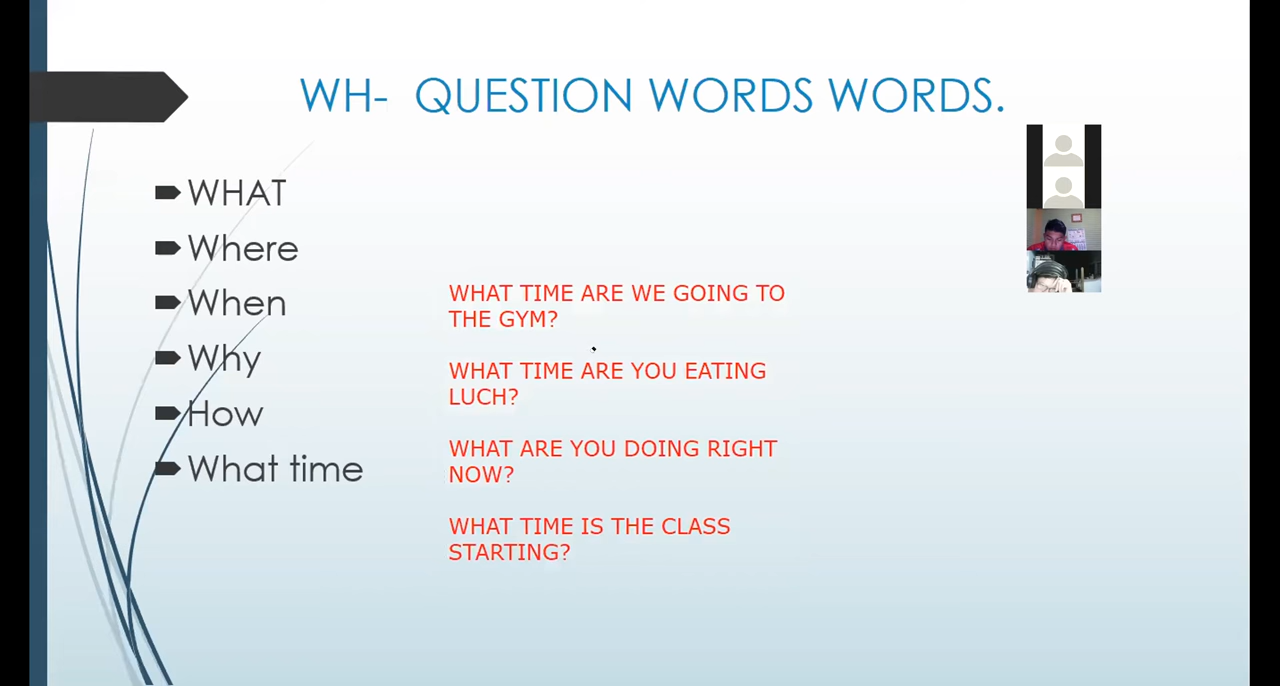 WH- QUESTION WORDS WORDS.
WHAT
Where
When
Why
How
What time
WHAT TIME ARE WE GOING TO
THE GYM?
WHAT TIME ARE YOU EATING
LUCH?
WHAT ARE YOU DOING RIGHT
NOW?
WHAT TIME IS THE CLASS
STARTING?